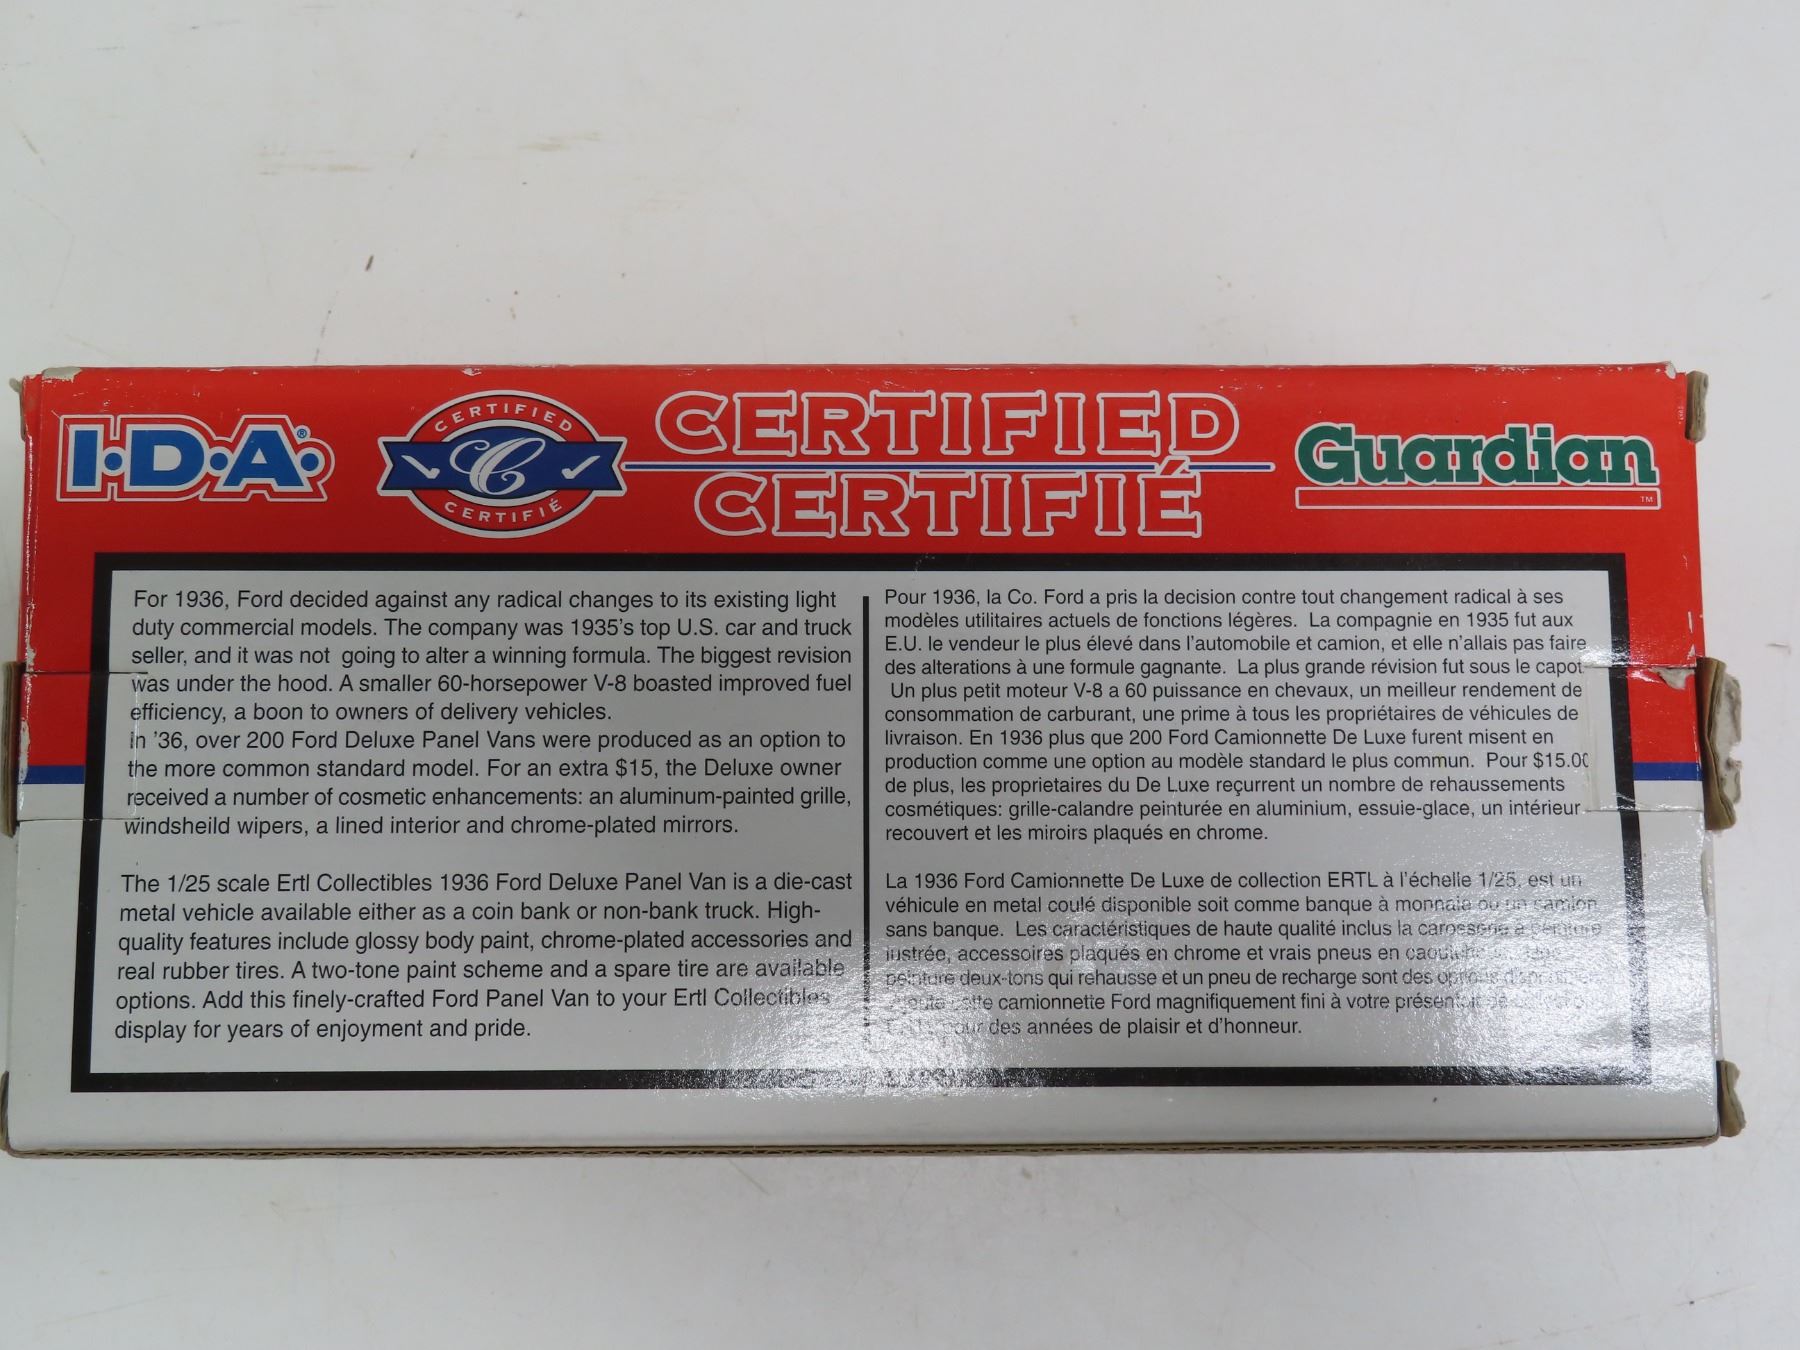 I·D·A·®
CERTIFIED
C
CERTIFIÉ
CERTIFIED
CERTIFIÉ
Guardian
TM
For 1936, Ford decided against any radical changes to its existing light
duty commercial models. The company was 1935's top U.S. car and truck
seller, and it was not going to alter a winning formula. The biggest revision
was under the hood. A smaller 60-horsepower V-8 boasted improved fuel
efficiency, a boon to owners of delivery vehicles.
In '36, over 200 Ford Deluxe Panel Vans were produced as an option to
the more common standard model. For an extra $15, the Deluxe owner
received a number of cosmetic enhancements: an aluminum-painted grille,
windsheild wipers, a lined interior and chrome-plated mirrors.
The 1/25 scale Ertl Collectibles 1936 Ford Deluxe Panel Van is a die-cast
metal vehicle available either as a coin bank or non-bank truck. High-
quality features include glossy body paint, chrome-plated accessories and
real rubber tires. A two-tone paint scheme and a spare tire are available
options. Add this finely-crafted Ford Panel Van to your Ertl Collectibles
display for years of enjoyment and pride.
Pour 1936, la Co. Ford a pris la decision contre tout changement radical à ses
modèles utilitaires actuels de fonctions légères. La compagnie en 1935 fut aux
E.U. le vendeur le plus élevé dans l'automobile et camion, et elle n'allais pas faire
des alterations à une formule gagnante. La plus grande révision fut sous le capot
Un plus petit moteur V-8 a 60 puissance en chevaux, un meilleur rendement de
consommation de carburant, une prime à tous les propriétaires de véhicules de
livraison. En 1936 plus que 200 Ford Camionnette De Luxe furent misent en
production comme une option au modèle standard le plus commun. Pour $15.00
de plus, les proprietaires du De Luxe reçurrent un nombre de rehaussements
cosmétiques: grille-calandre peinturée en aluminium, essuie-glace, un intérieur
recouvert et les miroirs plaqués en chrome.
La 1936 Ford Camionnette De Luxe de collection ERTL à l'échelle 1/25, est un
véhicule en metal coulé disponible soit comme banque à monnaie ou un camion
sans banque. Les caractéristiques de haute qualité inclus la carosserie à peinture
lustrée, accessoires plaqués en chrome et vrais pneus en
peinture deux-tons qui rehausse et un pneu de recharge sont des
cette camionnette Ford magnifiquement fini à votre
pour des années de plaisir et d'honneur.